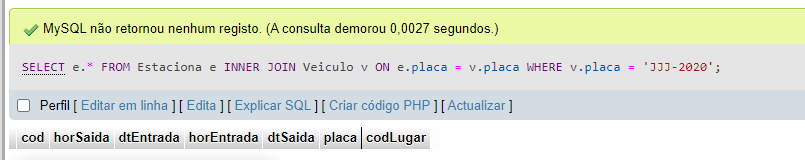 MySQL não retornou nenhum registo. (A consulta demorou 0,0027 segundos.)
SELECT e.* FROM Estaciona e INNER JOIN Veiculo v ON e.placa = v.placa WHERE v.placa = 'JJJ-2020';
Perfil [ Editar em linha ] [ Edita ] [ Explicar SQL ] [ Criar código PHP ] [ Actualizar ]
cod horSaida dtEntrada horEntrada dtSaida placa codLugar